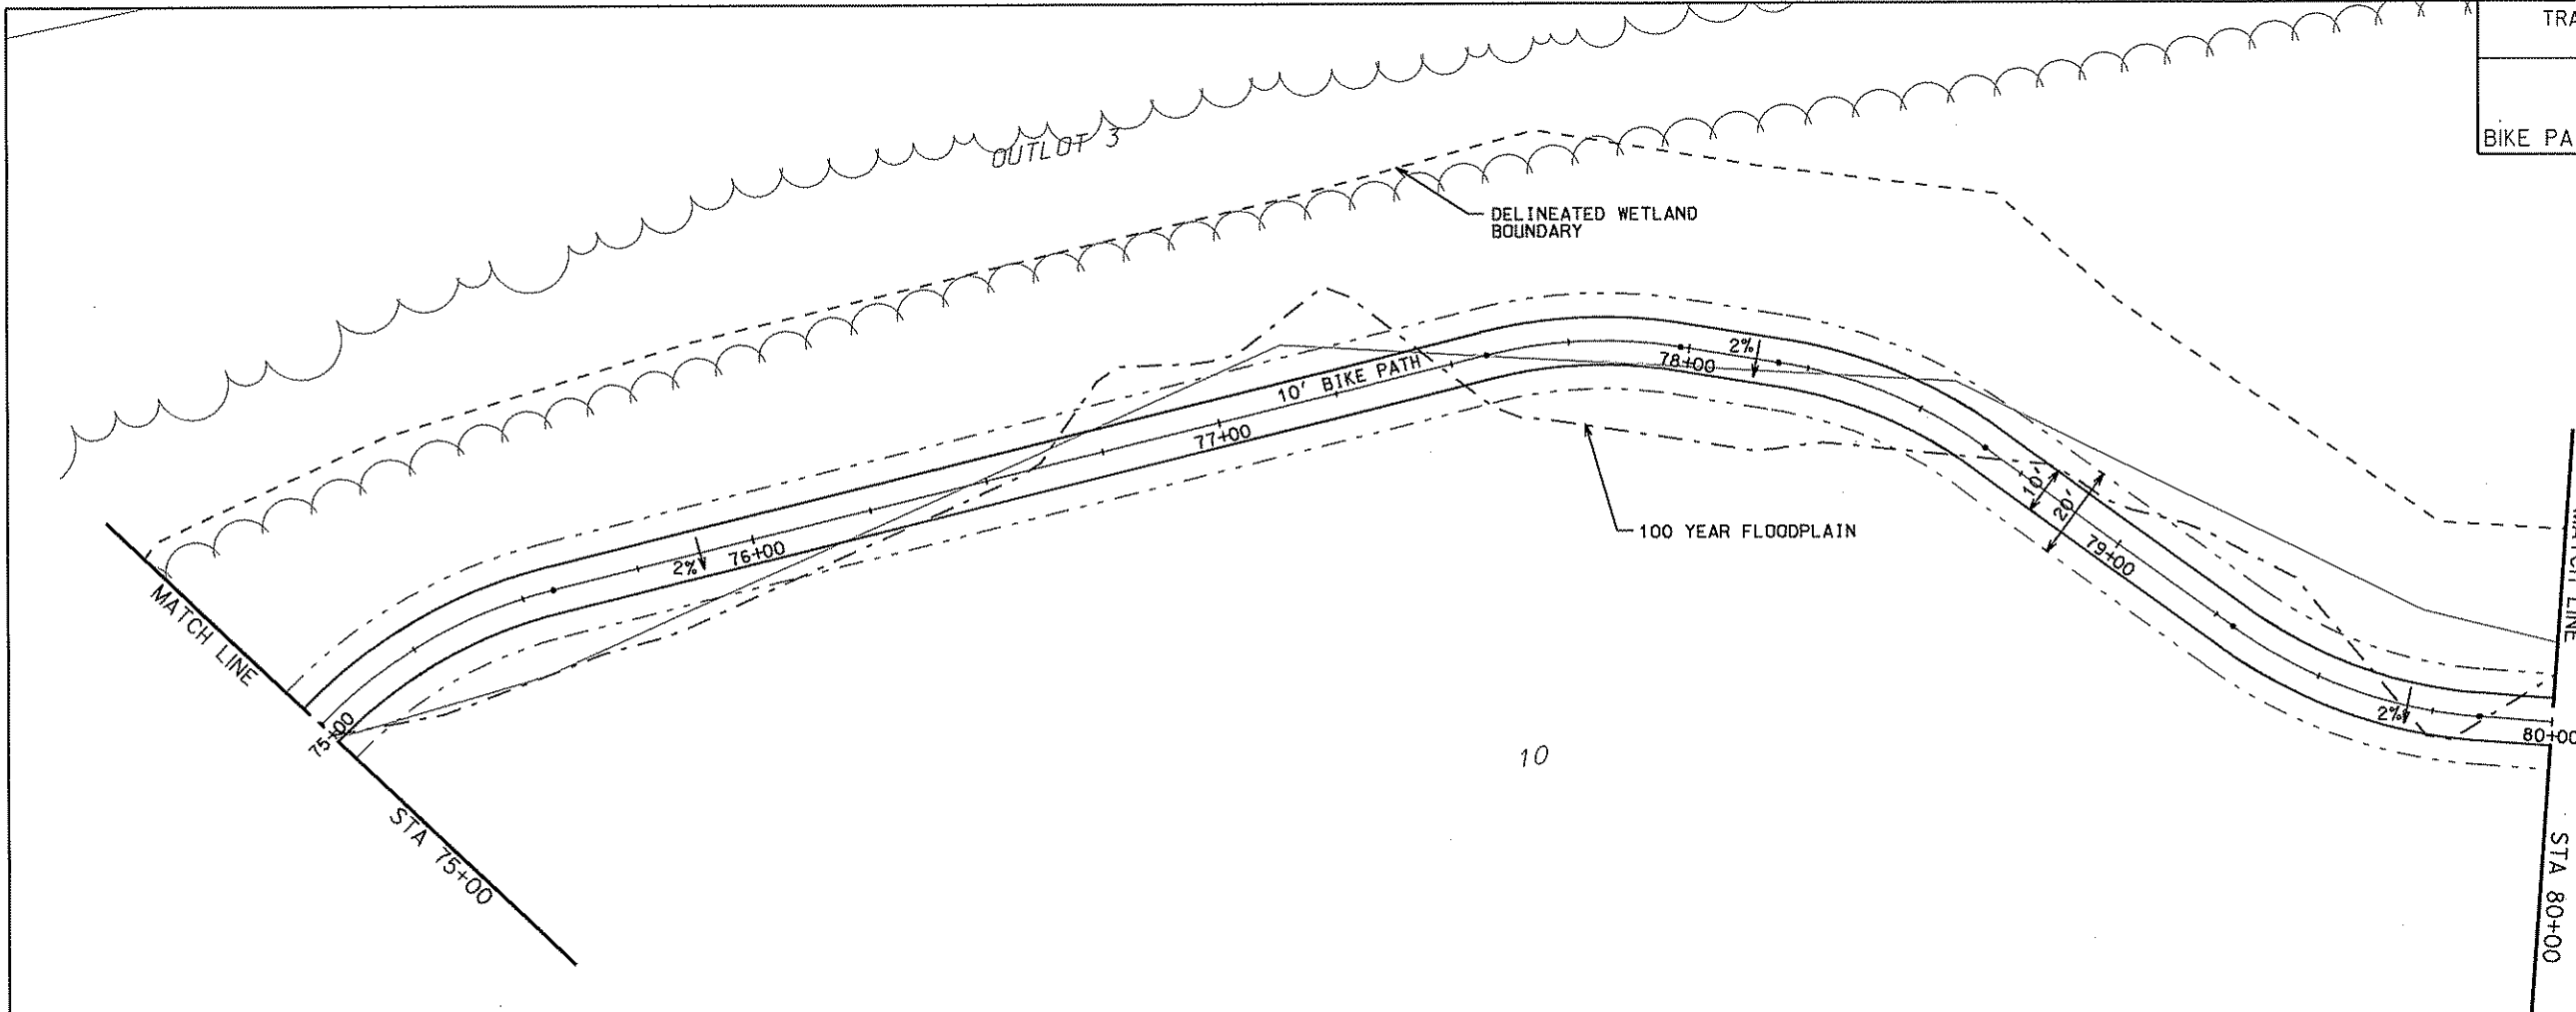 TRA
BIKE PA
OUTLOT 3
DELINEATED WETLAND
BOUNDARY
10' BIKE PATH
2%
78+00
77+00
2%
76+00
100 YEAR FLOODPLAIN
10'
20'
79+00
MATCH LINE
75+00
STA 75+00
10
2%
80+00
MATCH LINE
STA 80+00